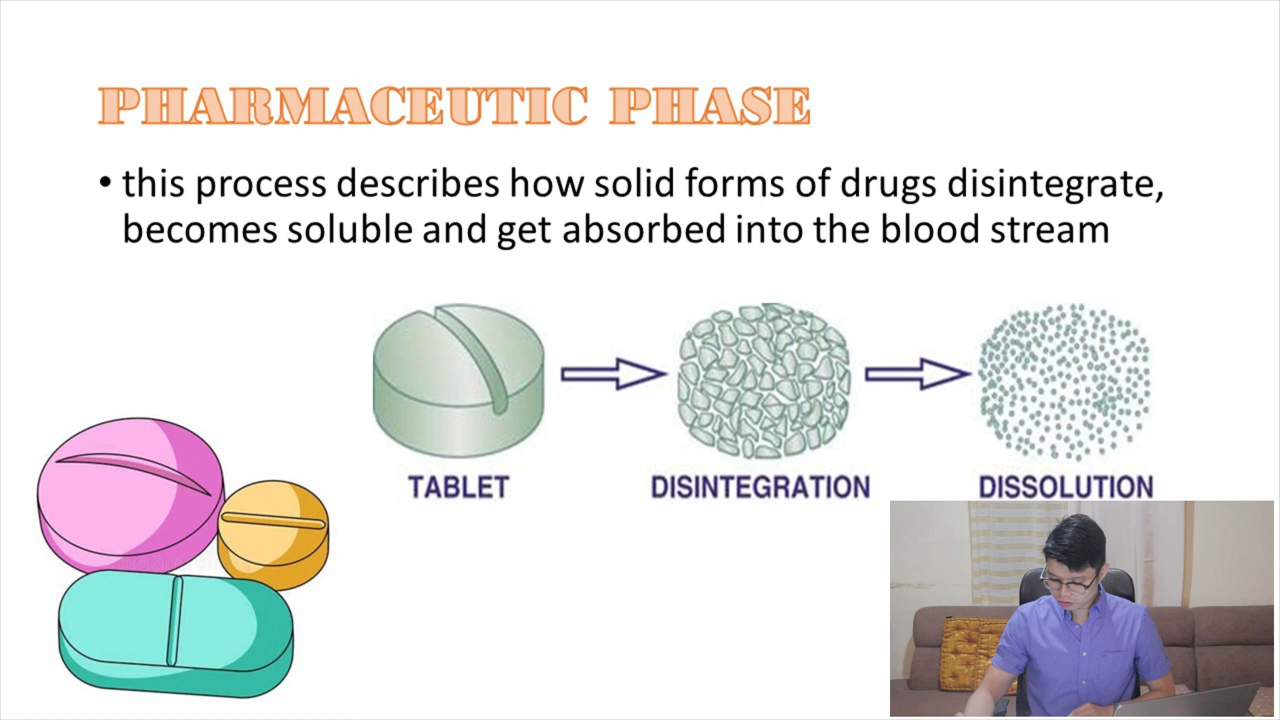 PHARMACEUTIC PHASE
• this process describes how solid forms of drugs disintegrate,
becomes soluble and get absorbed into the blood stream
TABLET
DISINTEGRATION
DISSOLUTION